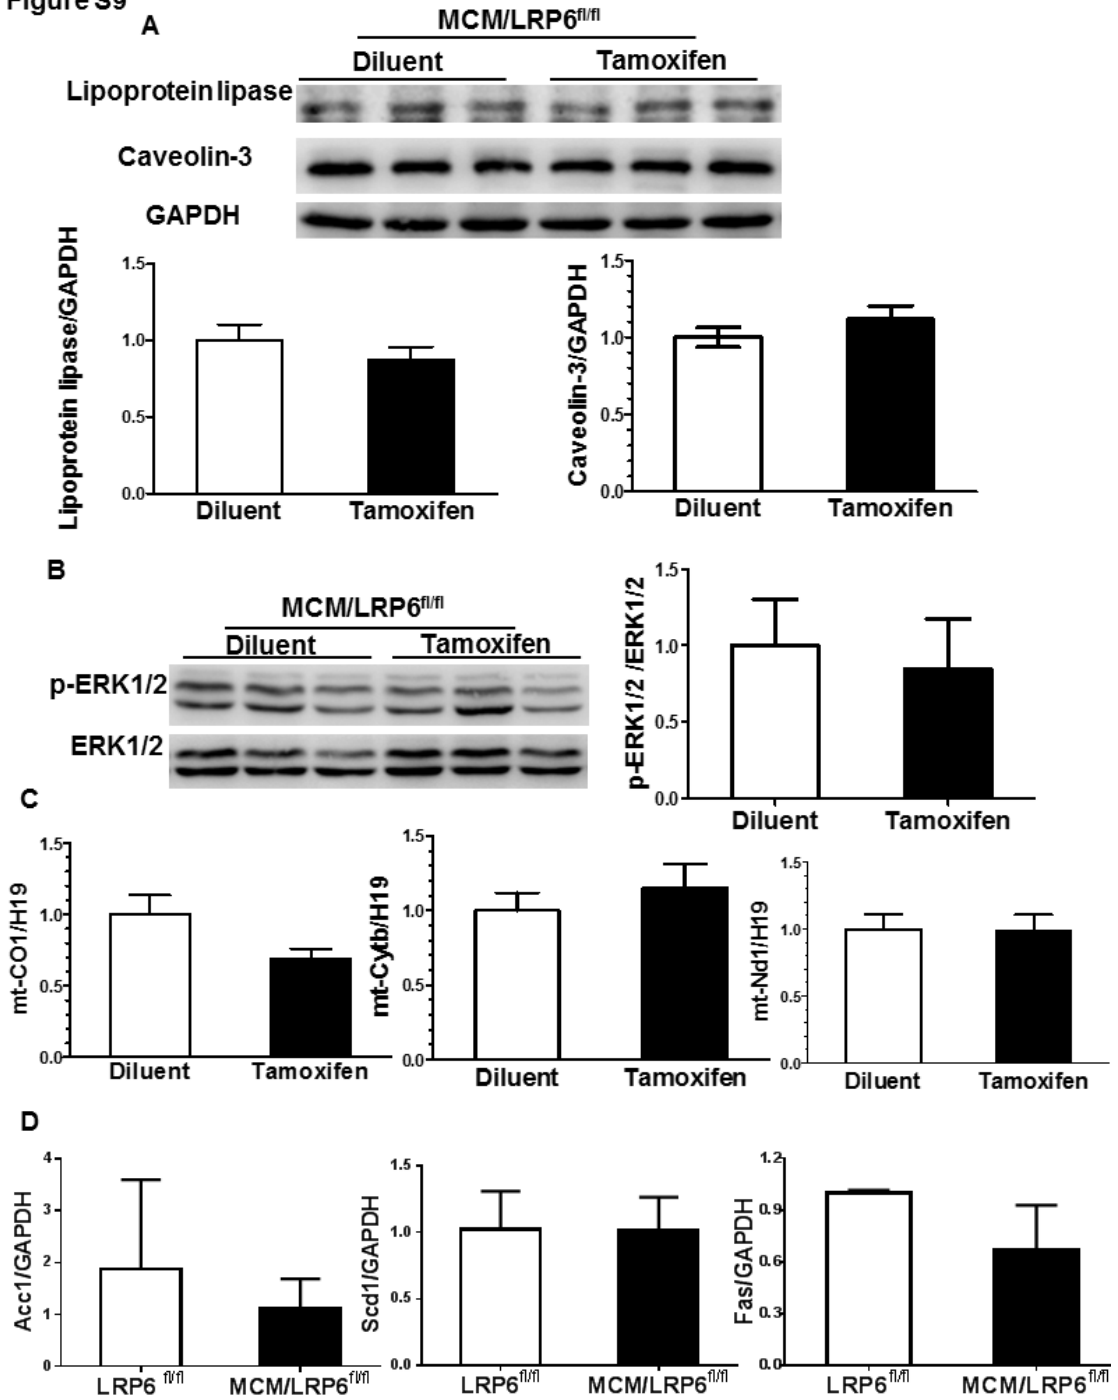 Figure S9
A
MCM/LRP6fl/fl
Diluent Tamoxifen
Lipoprotein lipase
Caveolin-3
GAPDH
Lipoprotein lipase/GAPDH
1.5
1.0
0.5
0.0
Diluent Tamoxifen
Caveolin-3/GAPDH
1.5
1.0
0.5
0.0
Diluent Tamoxifen
B
MCM/LRP6fl/fl
Diluent Tamoxifen
p-ERK1/2
ERK1/2
p-ERK1/2 /ERK1/2
1.5
1.0
0.5
0.0
Diluent Tamoxifen
C
mt-CO1/H19
1.5
1.0
0.5
0.0
Diluent Tamoxifen
mt-Cytb/H19
1.5
1.0
0.5
0.0
Diluent Tamoxifen
mt-Nd1/H19
1.5
1.0
0.5
0.0
Diluent Tamoxifen
D
Acc1/GAPDH
4
3
2
1
0
LRP6 fl/fl MCM/LRP6fl/fl
Scd1/GAPDH
1.5
1.0
0.5
0.0
LRP6fl/fl MCM/LRP6fl/fl
Fas/GAPDH
1.2
0.9
0.6
0.3
0.0
LRP6fl/fl MCM/LRP6fl/fl